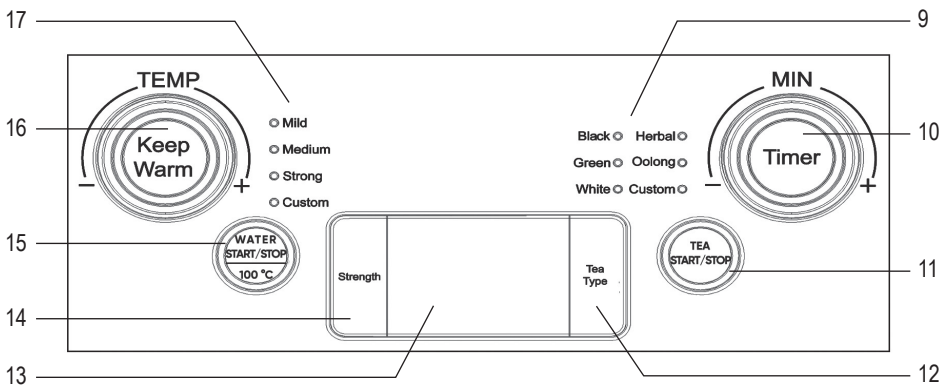 17
9
TEMP
MIN
16
Keep
Warm
− +
Mild
Medium
Strong
Custom
Black Herbal
Green Oolong
White Custom
10
Timer
− +
15
WATER
START/STOP
100 °C
TEA
START/STOP
11
Strength
Tea
Type
14
13
12